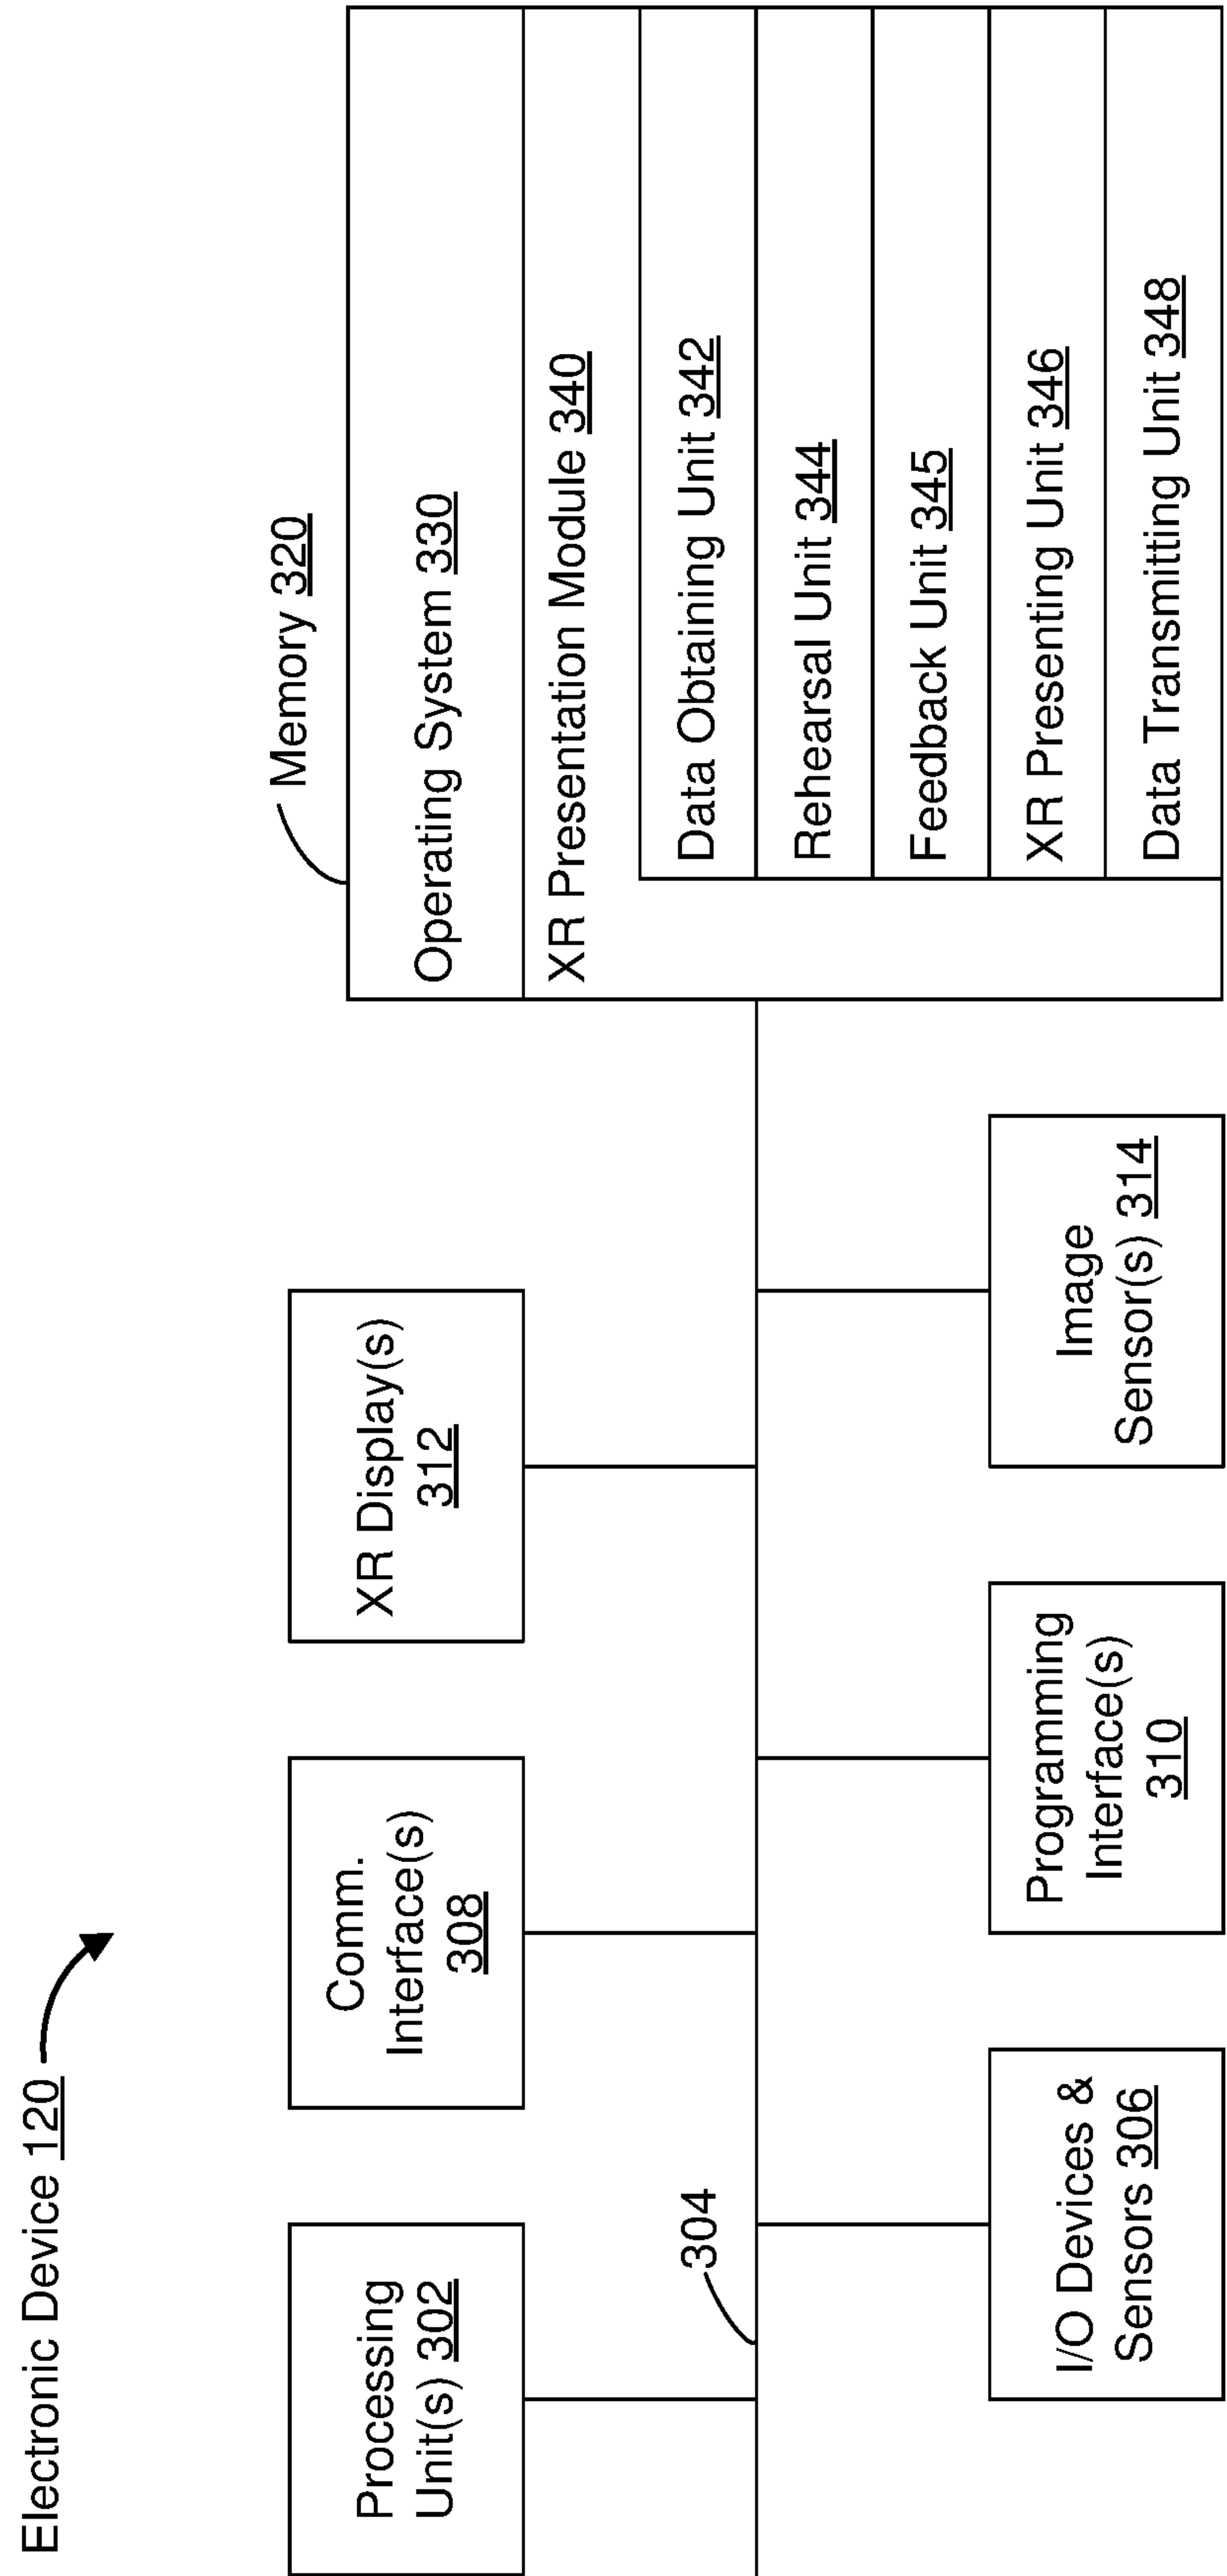 Electronic Device 120
Processing
Unit(s) 302
Comm.
Interface(s)
308
XR Display(s)
312
Memory 320
Operating System 330
XR Presentation Module 340
Data Obtaining Unit 342
Rehearsal Unit 344
Feedback Unit 345
XR Presenting Unit 346
Data Transmitting Unit 348
304
I/O Devices &
Sensors 306
Programming
Interface(s)
310
Image
Sensor(s) 314